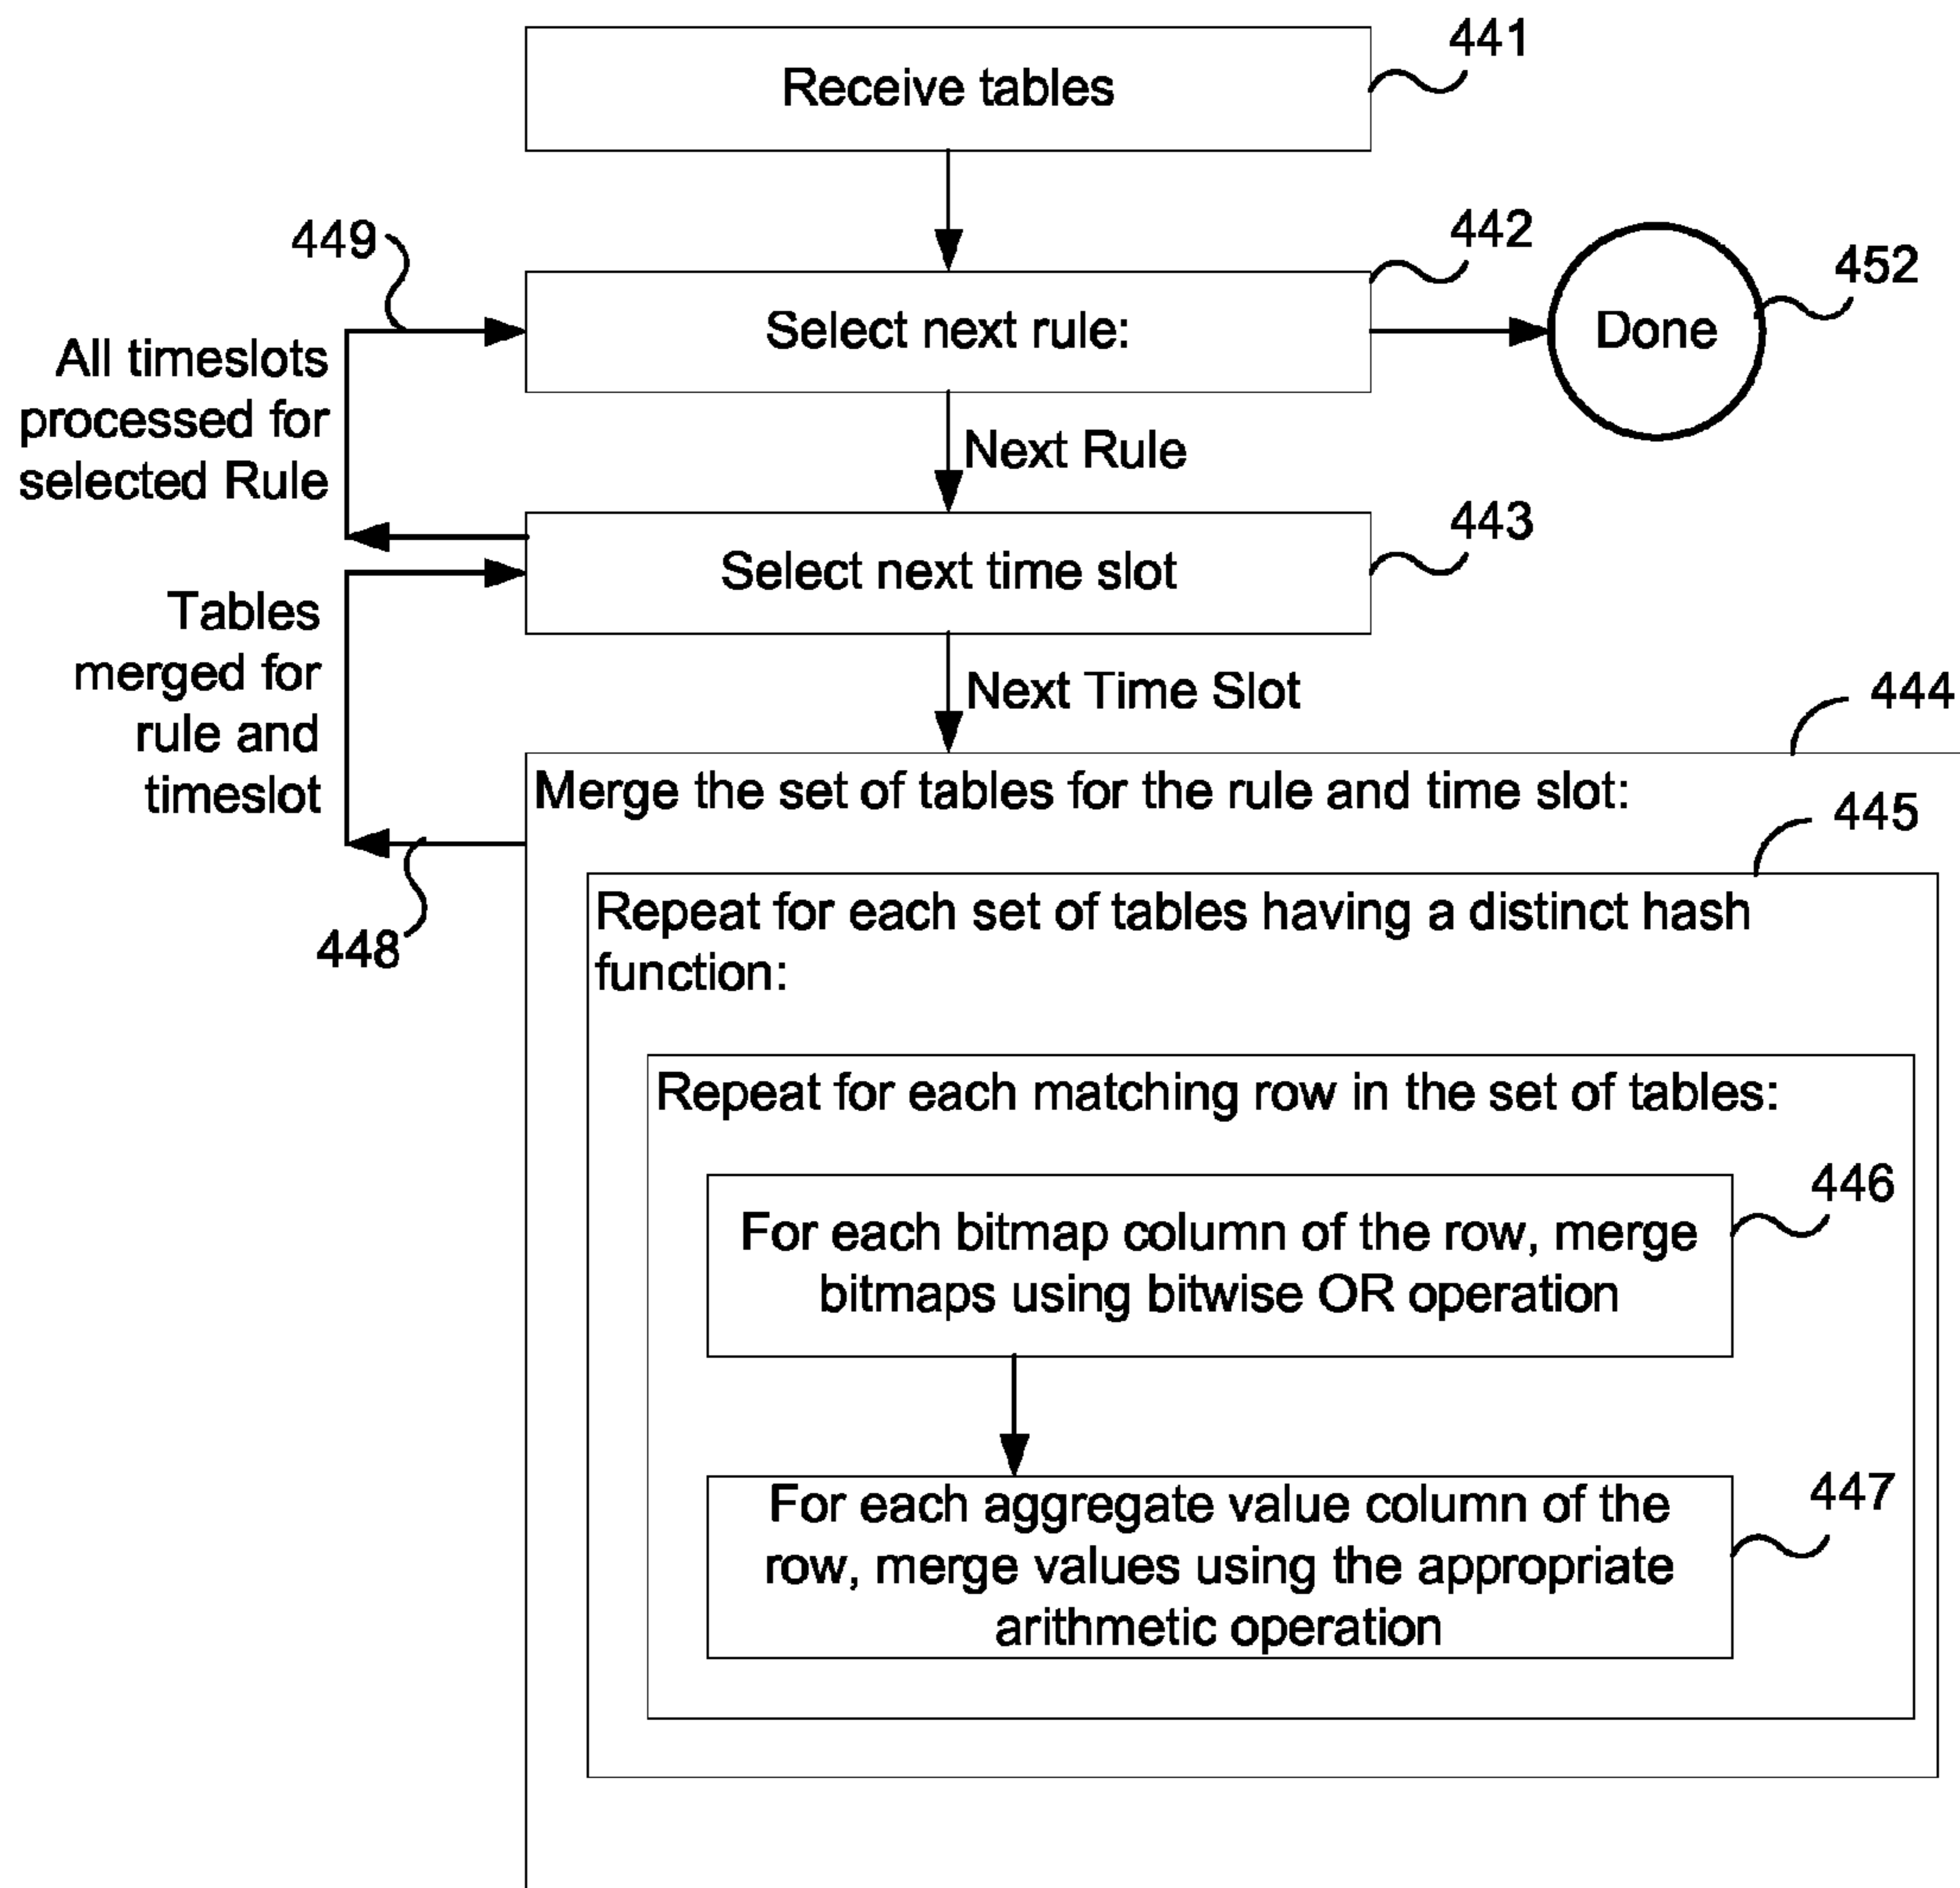 Receive tables
441
449
442
452
Select next rule:
Done
All timeslots
processed for
selected Rule
Next Rule
443
Select next time slot
Tables
merged for
rule and
timeslot
Next Time Slot
444
Merge the set of tables for the rule and time slot:
445
448
Repeat for each set of tables having a distinct hash
function:
Repeat for each matching row in the set of tables:
446
For each bitmap column of the row, merge
bitmaps using bitwise OR operation
447
For each aggregate value column of the
row, merge values using the appropriate
arithmetic operation